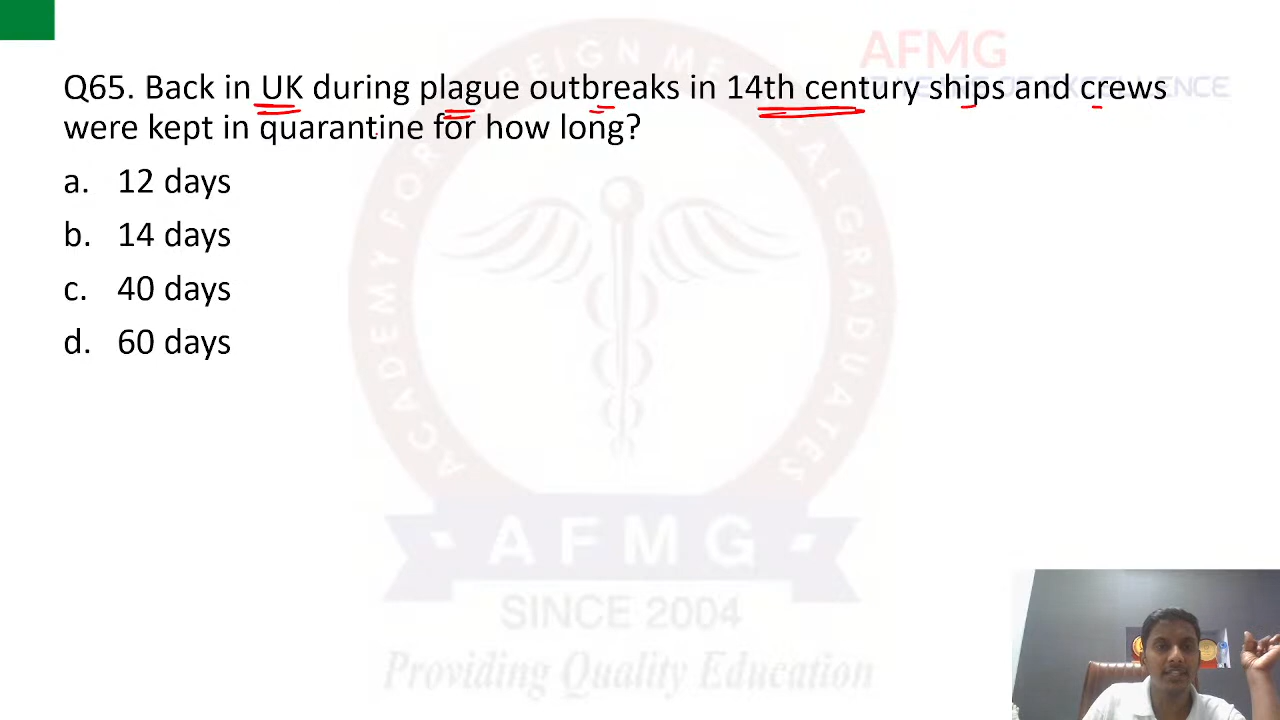 AFMG
Q65. Back in UK during plague outbreaks in 14th century ships and crews
were kept in quarantine for how long?
a. 12 days
b. 14 days
c. 40 days
d. 60 days
ACADEMY FOR FOREIGN MEDICAL GRADUATES
AFMG
SINCE 2004
Providing Quality Education